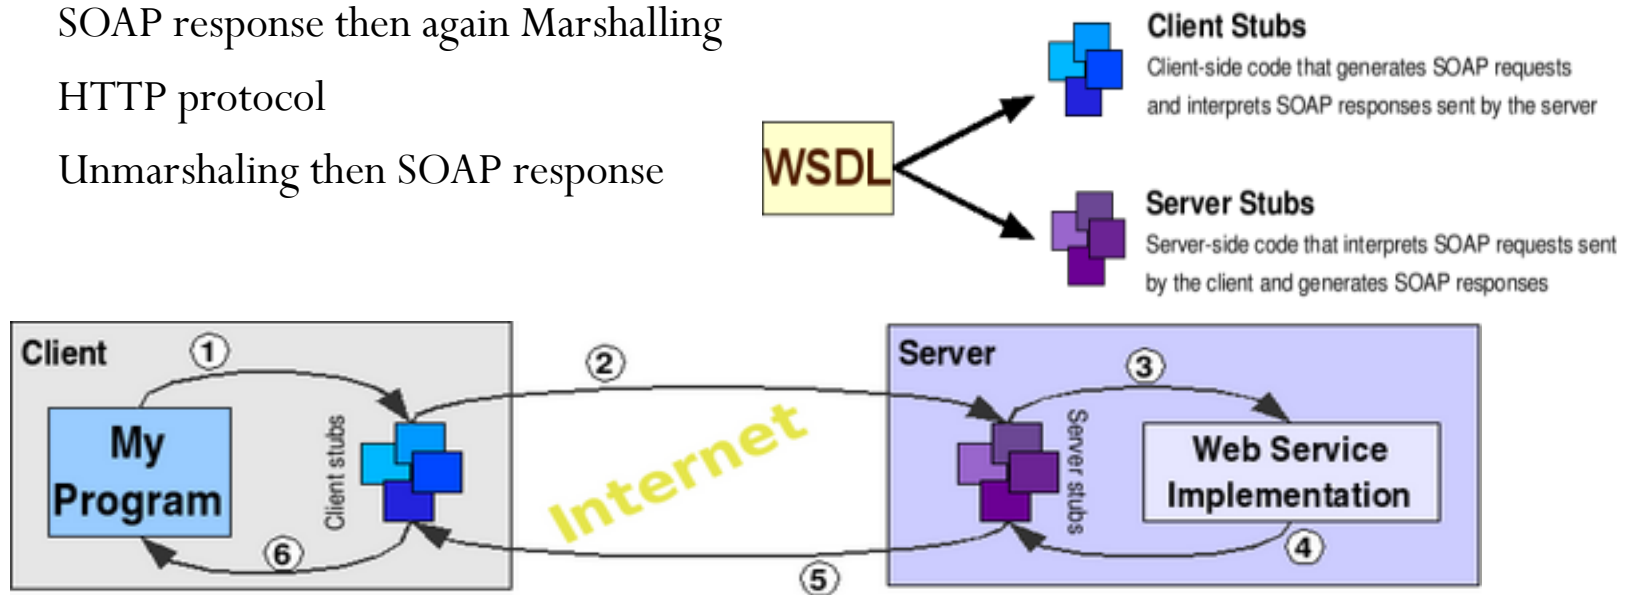 SOAP response then again Marshalling
HTTP protocol
Unmarshaling then SOAP response
WSDL
Client Stubs
Client-side code that generates SOAP requests
and interprets SOAP responses sent by the server
Server Stubs
Server-side code that interprets SOAP requests sent
by the client and generates SOAP responses
Client
1
My
Program
Client stubs
6
2
Internet
5
Server
3
Server stubs
Web Service
Implementation
4